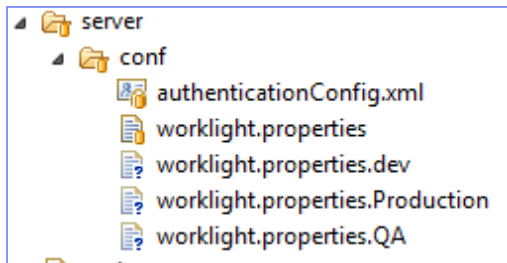 server
conf
authenticationConfig.xml
worklight.properties
worklight.properties.dev
worklight.properties.Production
worklight.properties.QA